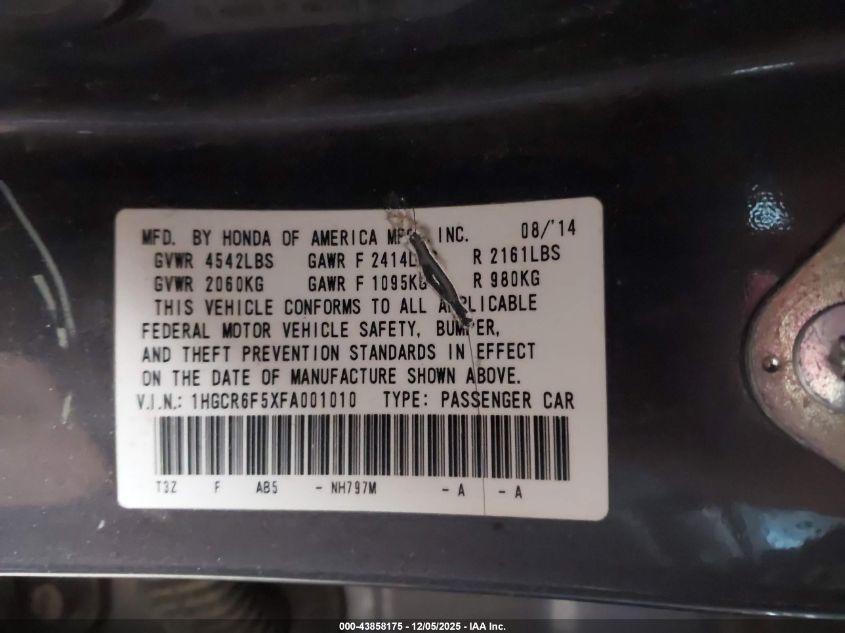 MFD. BY HONDA OF AMERICA INC. 08/'14
GVWR 4542LBS GAWR F 2414 R 2161LBS
GVWR 2060KG GAWR F 1095KG R 980KG
THIS VEHICLE CONFORMS TO ALL APPLICABLE
FEDERAL MOTOR VEHICLE SAFETY, BUMPER,
AND THEFT PREVENTION STANDARDS IN EFFECT
ON THE DATE OF MANUFACTURE SHOWN ABOVE.
V.I.N.: 1HGCR6F5XFA001010 TYPE: PASSENGER CAR
T3Z F AB5 - NH797M - A - A
000-43858175 - 12/05/2025 - IAA Inc.